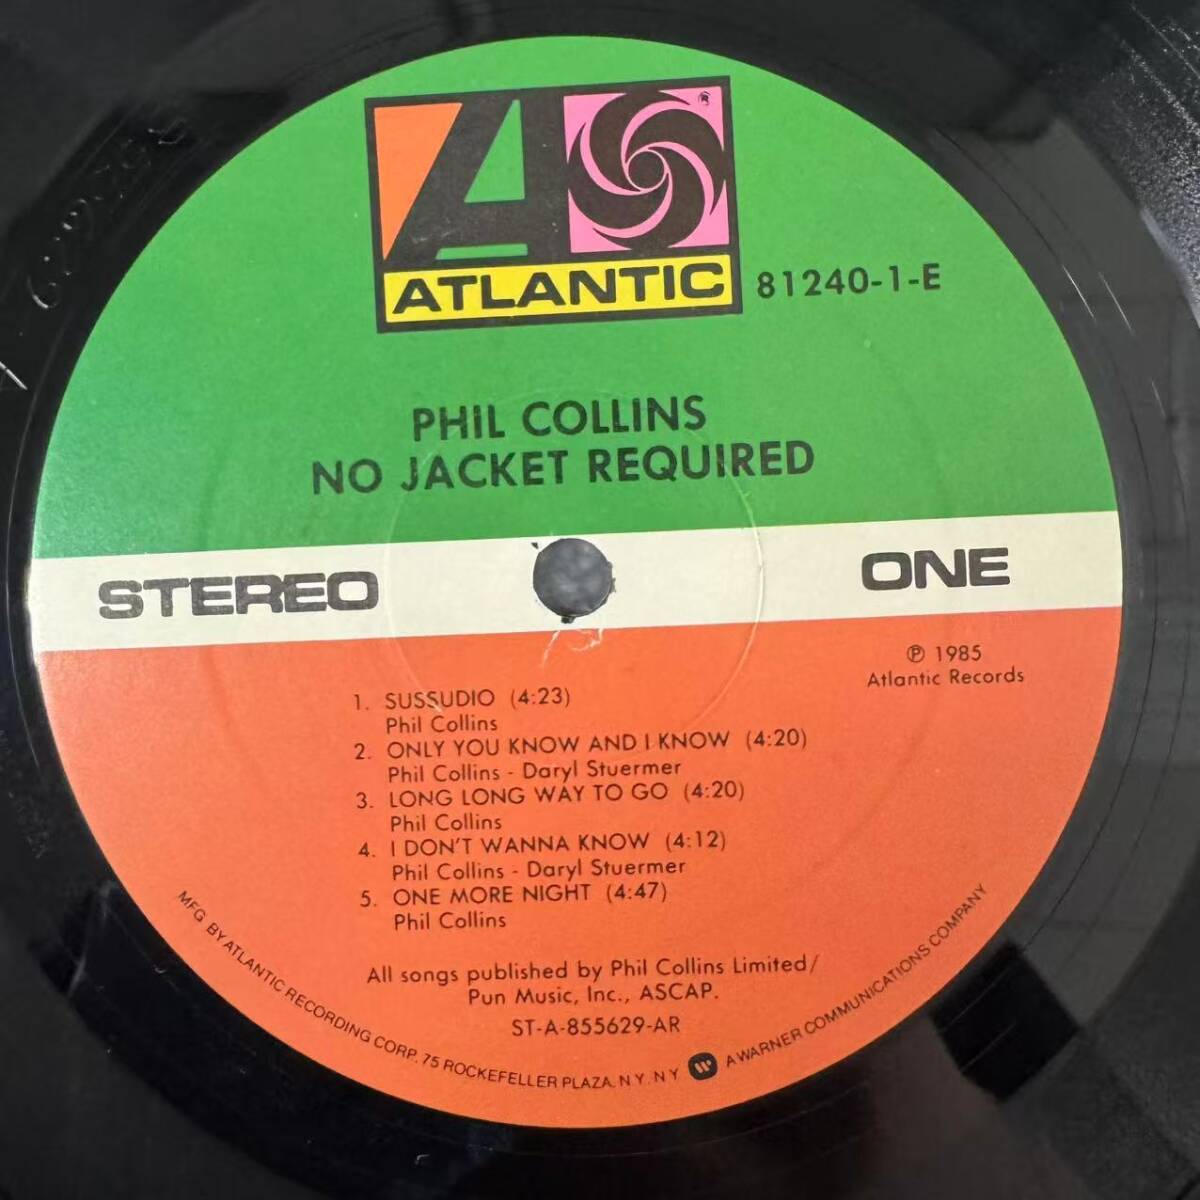 ATLANTIC
®
81240-1-E
PHIL COLLINS
NO JACKET REQUIRED
STEREO
ONE
℗ 1985
Atlantic Records
1. SUSSUDIO (4:23)
Phil Collins
2. ONLY YOU KNOW AND I KNOW (4:20)
Phil Collins - Daryl Stuermer
3. LONG LONG WAY TO GO (4:20)
Phil Collins
4. I DON'T WANNA KNOW (4:12)
Phil Collins - Daryl Stuermer
5. ONE MORE NIGHT (4:47)
Phil Collins
All songs published by Phil Collins Limited/
Pun Music, Inc., ASCAP.
ST-A-855629-AR
MFG BY ATLANTIC RECORDING CORP. 75 ROCKEFELLER PLAZA. N.Y. N.Y. A WARNER COMMUNICATIONS COMPANY